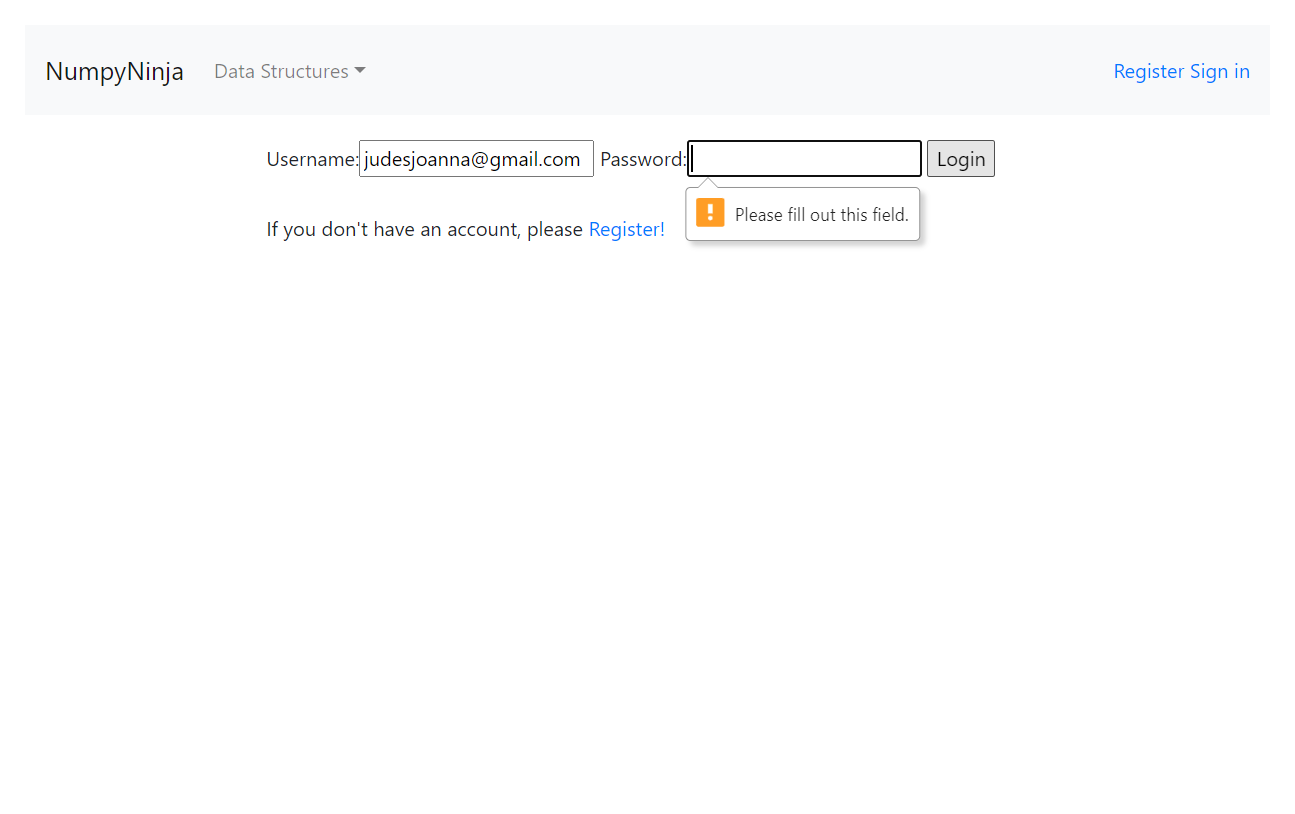 NumpyNinja Data Structures Register Sign in
Username: judesjoanna@gmail.com Password: Login
Please fill out this field.
If you don't have an account, please Register!